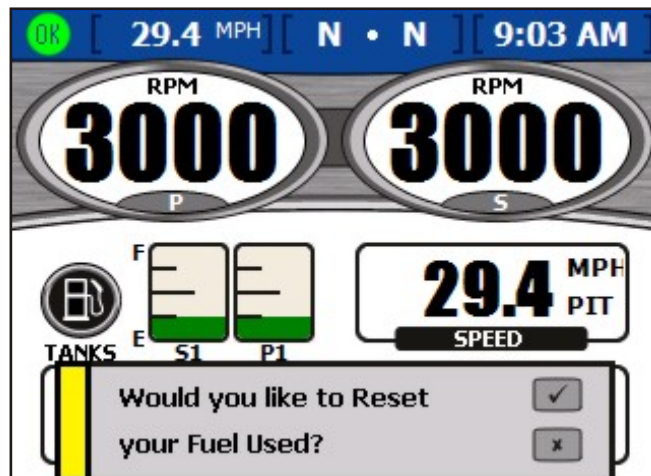 OK [ 29.4 MPH ] [ N • N ] [ 9:03 AM ]
RPM RPM
3000 3000
P S
F
E
TANKS S1 P1
29.4 MPH
PIT
SPEED
Would you like to Reset
your Fuel Used?